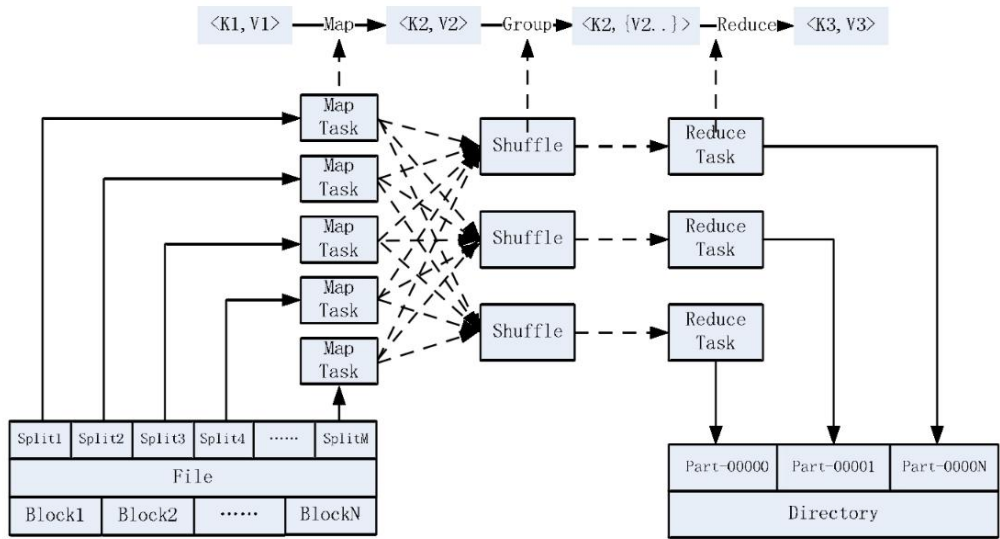 <K1, V1> Map <K2, V2> Group <K2, {V2..}> Reduce <K3, V3>
Map
Task
Map
Task
Map
Task
Map
Task
Map
Task
Shuffle
Shuffle
Shuffle
Reduce
Task
Reduce
Task
Reduce
Task
Split1 Split2 Split3 Split4 ...... SplitM
File
Block1 Block2 ...... BlockN
Part-00000 Part-00001 Part-0000N
Directory